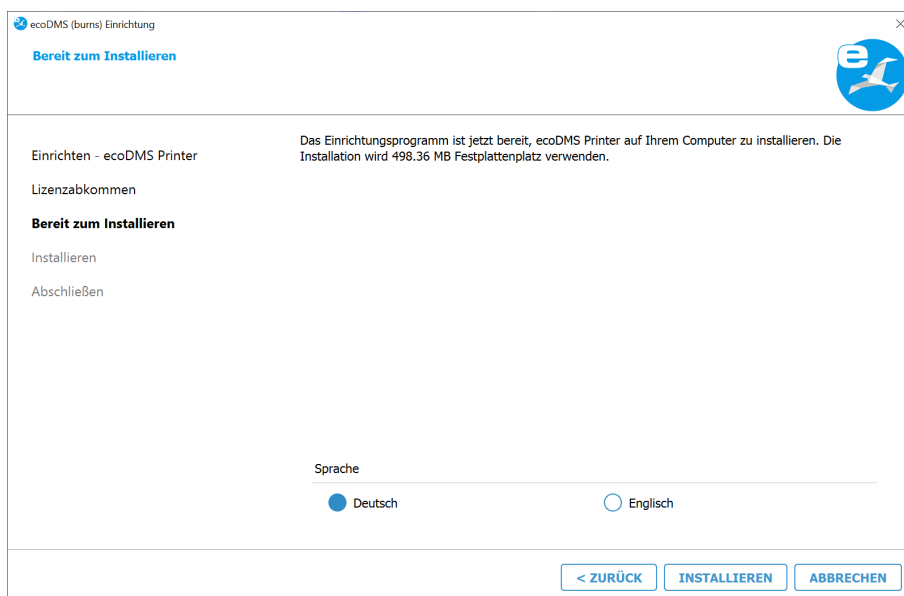 ecoDMS (burns) Einrichtung
Bereit zum Installieren
e
Einrichten - ecoDMS Printer
Lizenzabkommen
Bereit zum Installieren
Installieren
Abschließen
Das Einrichtungsprogramm ist jetzt bereit, ecoDMS Printer auf Ihrem Computer zu installieren. Die
Installation wird 498.36 MB Festplattenplatz verwenden.
Sprache
Deutsch Englisch
< ZURÜCK INSTALLIEREN ABBRECHEN